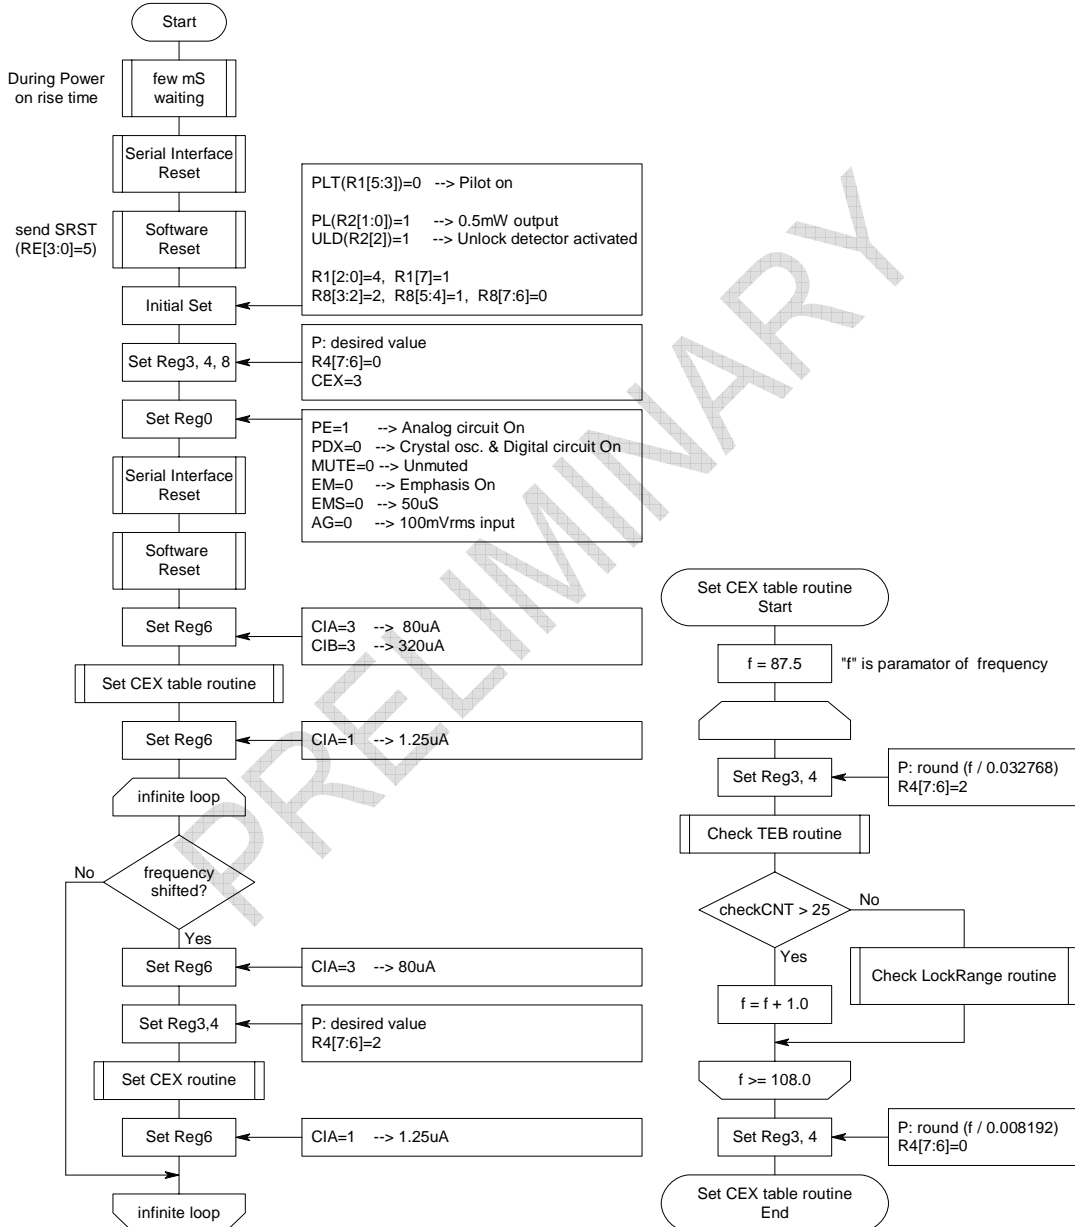 Start
During Power
on rise time
few mS
waiting
Serial Interface
Reset
send SRST
(RE[3:0]=5)
Software
Reset
PLT(R1[5:3])=0 --> Pilot on
PL(R2[1:0])=1 --> 0.5mW output
ULD(R2[2])=1 --> Unlock detector activated
R1[2:0]=4, R1[7]=1
R8[3:2]=2, R8[5:4]=1, R8[7:6]=0
Initial Set
Set Reg3, 4, 8
P: desired value
R4[7:6]=0
CEX=3
Set Reg0
PE=1 --> Analog circuit On
PDX=0 --> Crystal osc. & Digital circuit On
MUTE=0 --> Unmuted
EM=0 --> Emphasis On
EMS=0 --> 50uS
AG=0 --> 100mVrms input
Serial Interface
Reset
Software
Reset
Set Reg6
CIA=3 --> 80uA
CIB=3 --> 320uA
Set CEX table routine
Set Reg6
CIA=1 --> 1.25uA
infinite loop
frequency
shifted?
No
Yes
Set Reg6
CIA=3 --> 80uA
Set Reg3,4
P: desired value
R4[7:6]=2
Set CEX routine
Set Reg6
CIA=1 --> 1.25uA
infinite loop
Set CEX table routine
Start
f = 87.5
"f" is paramator of frequency
Set Reg3, 4
P: round (f / 0.032768)
R4[7:6]=2
Check TEB routine
checkCNT > 25
No
Yes
Check LockRange routine
f = f + 1.0
f >= 108.0
Set Reg3, 4
P: round (f / 0.008192)
R4[7:6]=0
Set CEX table routine
End
PRELIMINARY